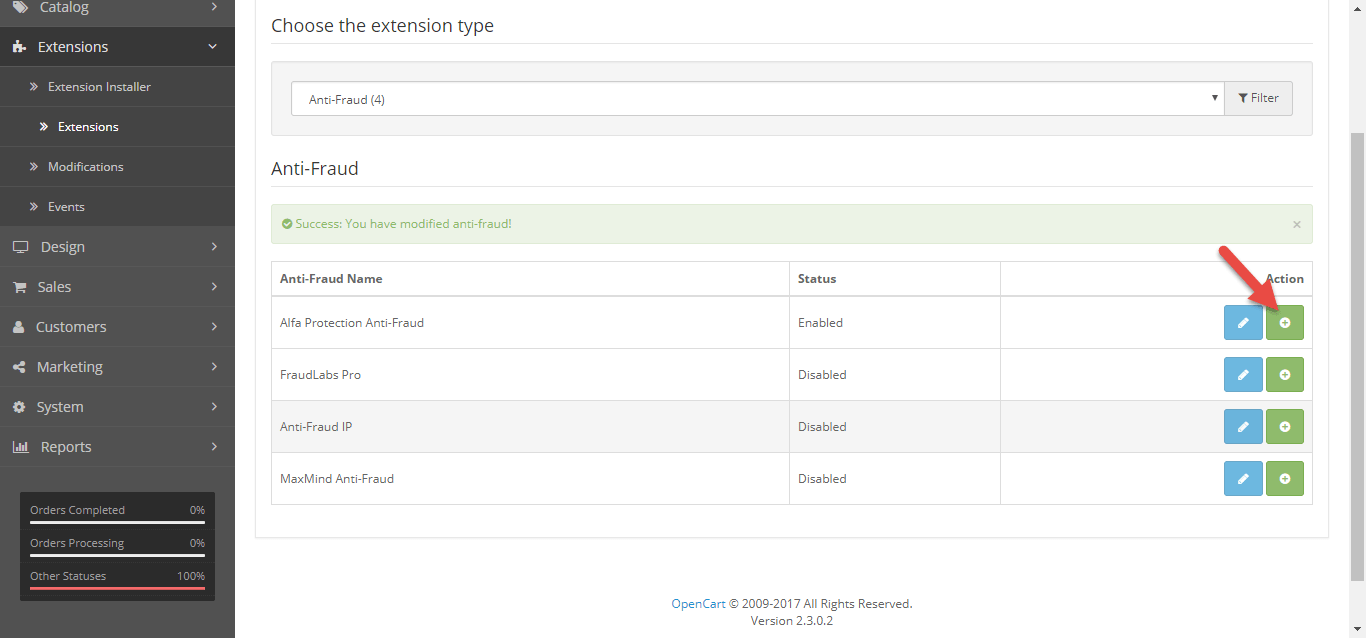 Catalog
Extensions
Extension Installer
Extensions
Modifications
Events
Design
Sales
Customers
Marketing
System
Reports
Orders Completed 0%
Orders Processing 0%
Other Statuses 100%
Choose the extension type
Anti-Fraud (4)
Filter
Anti-Fraud
Success: You have modified anti-fraud!
Anti-Fraud Name Status Action
Alfa Protection Anti-Fraud Enabled
FraudLabs Pro Disabled
Anti-Fraud IP Disabled
MaxMind Anti-Fraud Disabled
OpenCart © 2009-2017 All Rights Reserved.
Version 2.3.0.2